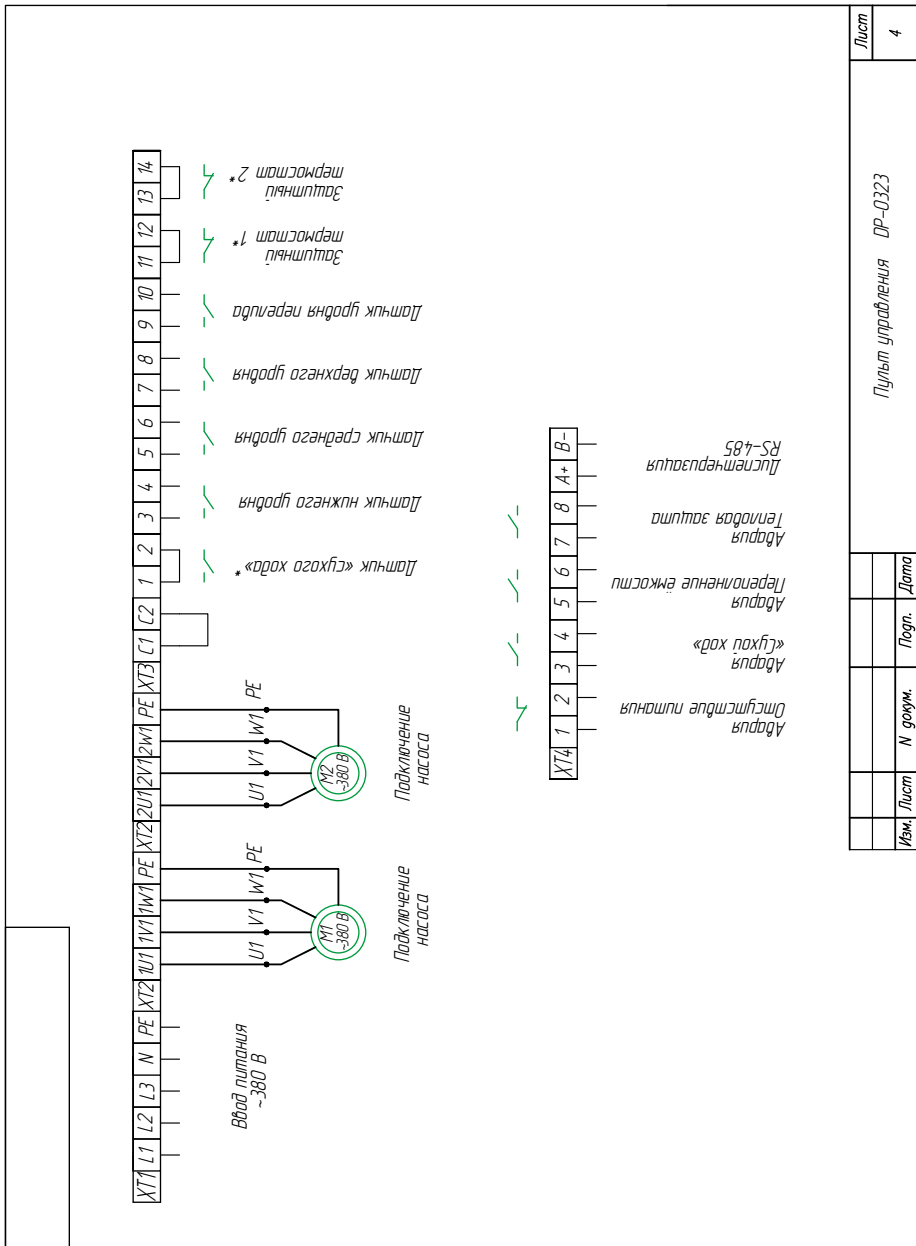 XT1 L1 L2 L3 N PE XT2 1U1 1V1 1W1 PE XT2 2U1 2V1 2W1 PE XT3 C1 C2 1 2 3 4 5 6 7 8 9 10 11 12 13 14
Ввод питания
~380 В
U1 V1 W1 PE
M1
~380 В
Подключение
насоса
U1 V1 W1 PE
M2
~380 В
Подключение
насоса
Датчик «сухого хода»*
Датчик нижнего уровня
Датчик среднего уровня
Датчик верхнего уровня
Датчик уровня перелива
Защитный
термостат 1*
Защитный
термостат 2*
XT4 1 2 3 4 5 6 7 8 A+ B-
Авария
Отсутствие питания
Авария
«Сухой ход»
Авария
Переполнение ёмкости
Авария
Тепловая защита
Диспетчеризация
RS-485
Изм. Лист N докум. Подп. Дата
Пульт управления DP-0323
Лист
4